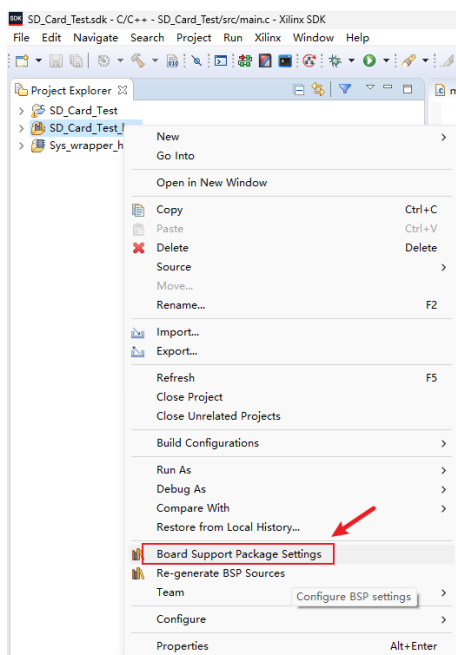 SDK SD_Card_Test.sdk - C/C++ - SD_Card_Test/src/main.c - Xilinx SDK
File Edit Navigate Search Project Run Xilinx Window Help
Project Explorer
SD_Card_Test
SD_Card_Test_
Sys_wrapper_h
New
Go Into
Open in New Window
Copy Ctrl+C
Paste Ctrl+V
Delete Delete
Source
Move...
Rename... F2
Import...
Export...
Refresh F5
Close Project
Close Unrelated Projects
Build Configurations
Run As
Debug As
Compare With
Restore from Local History...
Board Support Package Settings
Re-generate BSP Sources
Team
Configure BSP settings
Configure
Properties Alt+Enter